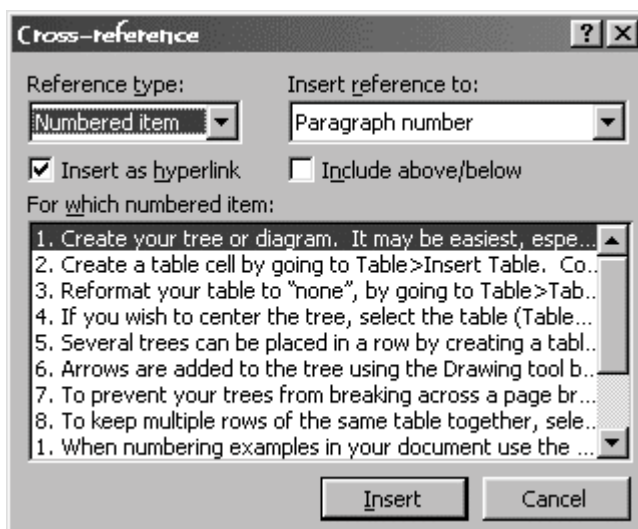 Cross-reference
Reference type:
Insert reference to:
Numbered item
Paragraph number
Insert as hyperlink
Include above/below
For which numbered item:
1. Create your tree or diagram.  It may be easiest, espe...
2. Create a table cell by going to Table>Insert Table.  Co...
3. Reformat your table to "none", by going to Table>Tab...
4. If you wish to center the tree, select the table (Table...
5. Several trees can be placed in a row by creating a tabl...
6. Arrows are added to the tree using the Drawing tool b...
7. To prevent your trees from breaking across a page br...
8. To keep multiple rows of the same table together, sele...
1. When numbering examples in your document use the ...
Insert
Cancel